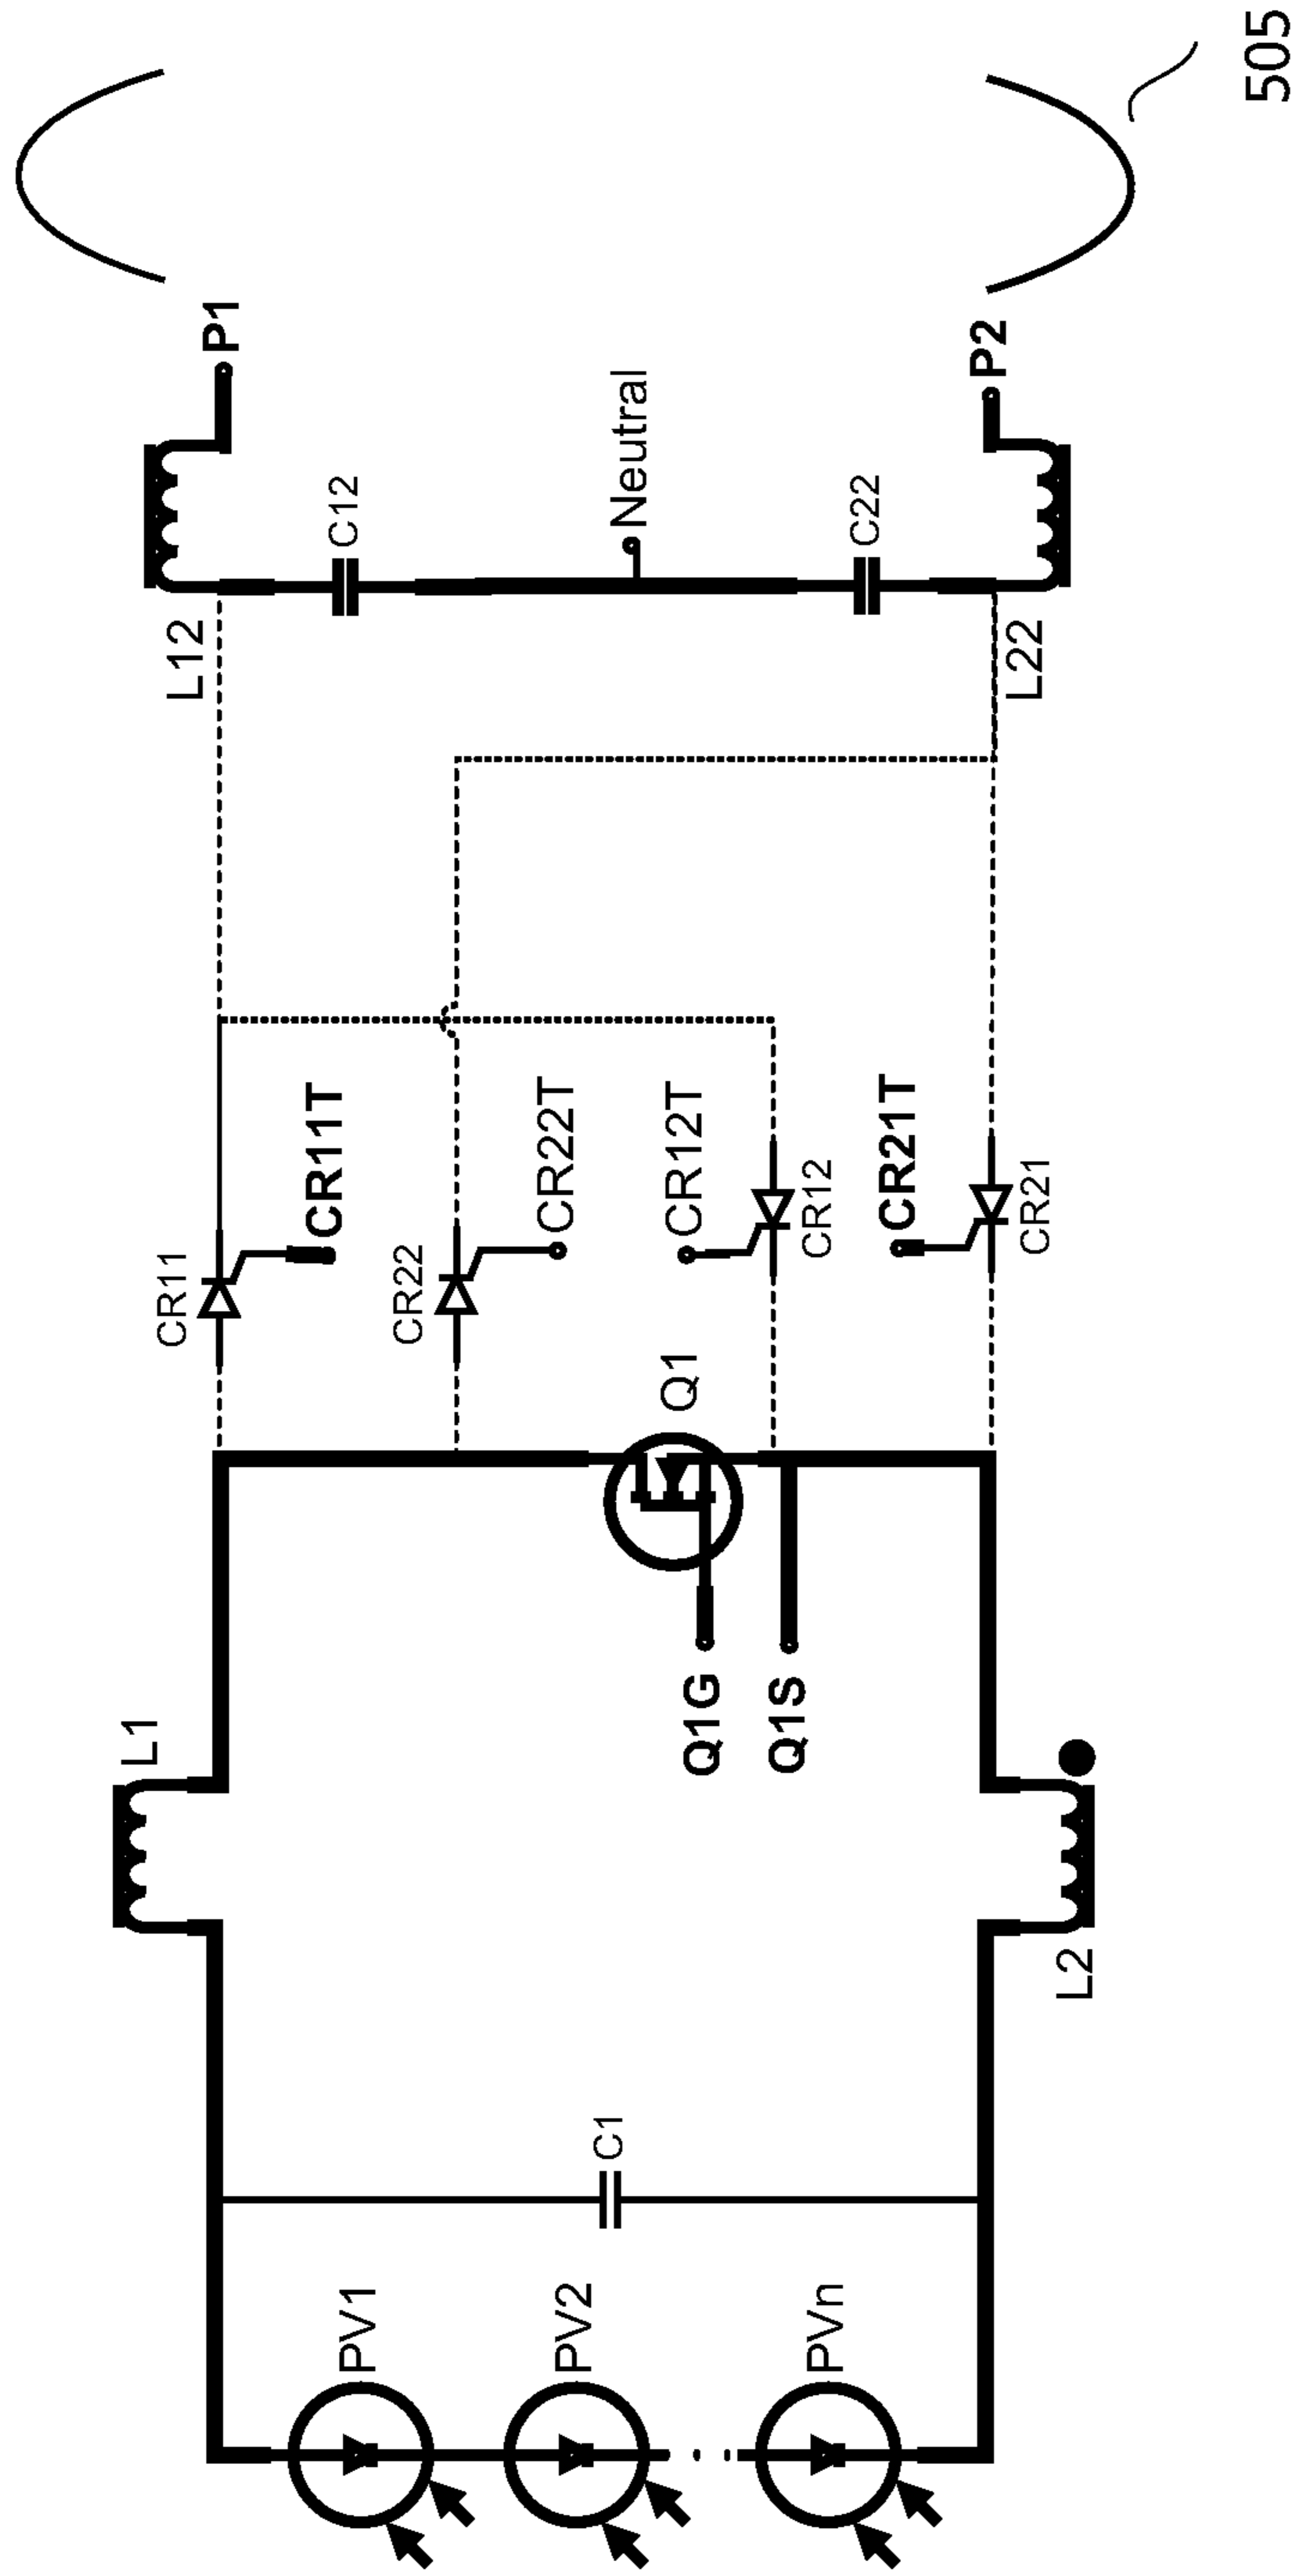 505
P1
P2
Neutral
C12
C22
L12
L22
CR11T
CR22T
CR12T
CR21T
CR11
CR22
CR12
CR21
Q1
Q1G
Q1S
L1
L2
C1
PV1
PV2
PVn